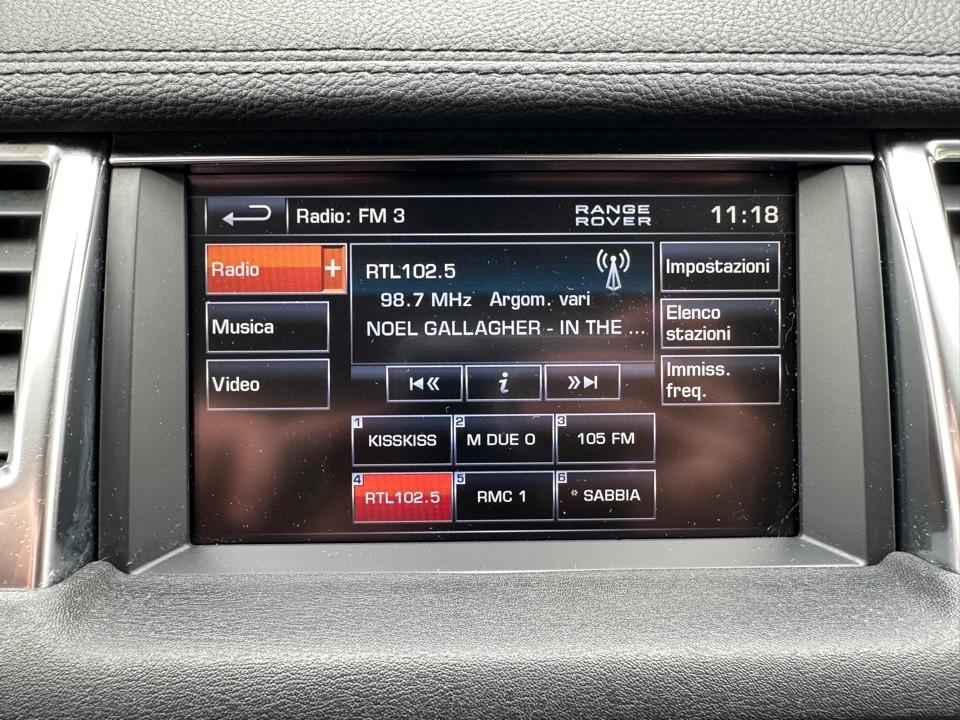 Radio: FM 3
RANGE
ROVER
11:18
Radio +
Musica
Video
RTL102.5
98.7 MHz Argom. vari
NOEL GALLAGHER - IN THE ...
i
Impostazioni
Elenco
stazioni
Immiss.
freq.
1 KISSKISS
2 M DUE O
3 105 FM
4 RTL102.5
5 RMC 1
6 * SABBIA